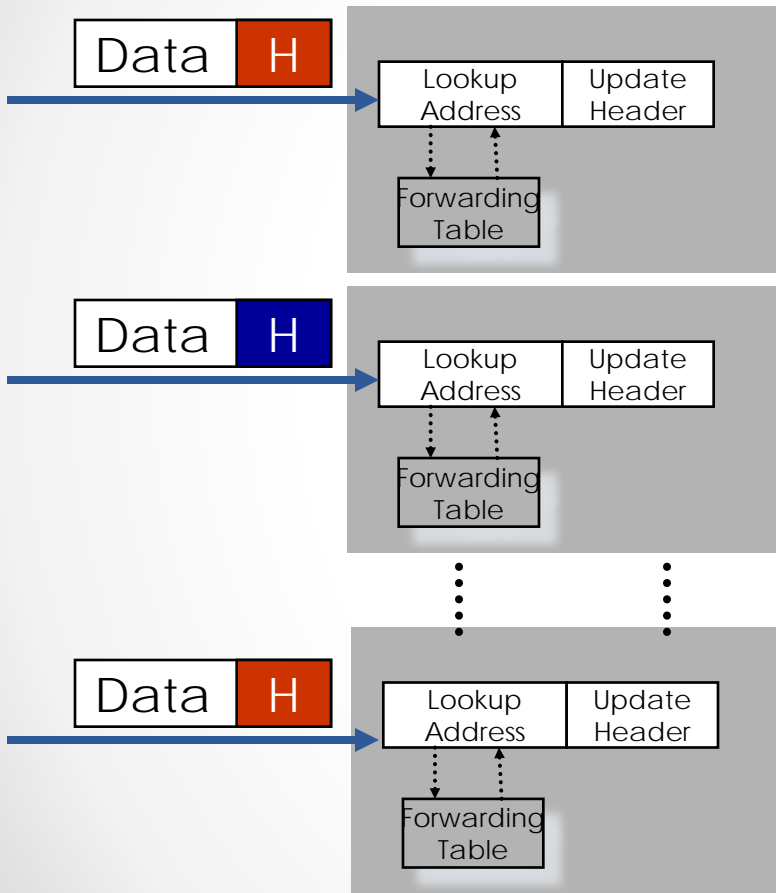 Data H
Lookup Address
Update Header
Forwarding Table
Data H
Lookup Address
Update Header
Forwarding Table
Data H
Lookup Address
Update Header
Forwarding Table